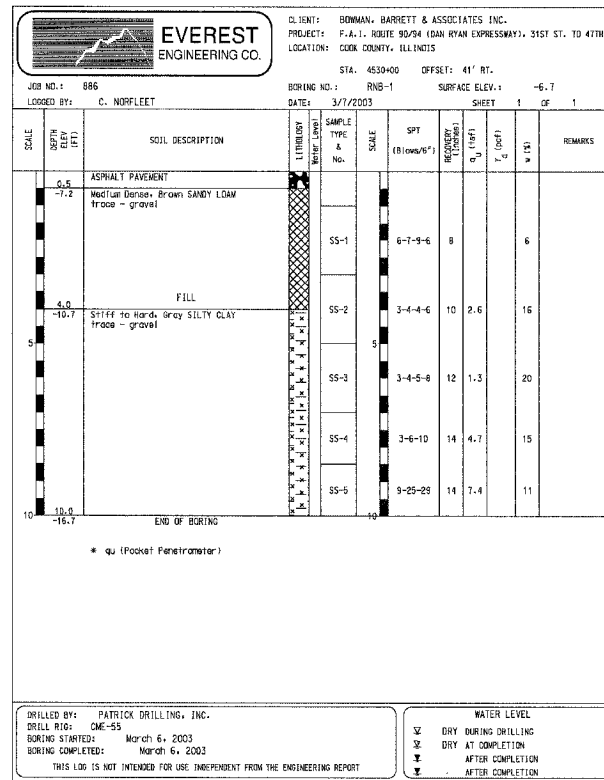 EVEREST
ENGINEERING CO.
CLIENT: BOWMAN, BARRETT & ASSOCIATES INC.
PROJECT: F.A.I. ROUTE 90/94 (DAN RYAN EXPRESSWAY), 31ST ST. TO 47TH
LOCATION: COOK COUNTY, ILLINOIS
STA. 4530+00 OFFSET: 41' RT.
JOB NO.: 886 BORING NO.: RNB-1 SURFACE ELEV.: -6.7
LOGGED BY: C. NORFLEET DATE: 3/7/2003 SHEET 1 OF 1
SCALE DEPTH ELEV (FT) SOIL DESCRIPTION LITHOLOGY Water Level SAMPLE TYPE & No. SCALE SPT (Blows/6") RECOVERY (Inches) qu (tsf) γd (pcf) w (%) REMARKS
ASPHALT PAVEMENT
0.5
-7.2 Medium Dense, Brown SANDY LOAM
trace - gravel
SS-1 6-7-9-6 8 6
FILL
4.0
-10.7 Stiff to Hard, Gray SILTY CLAY
trace - gravel
SS-2 3-4-4-6 10 2.6 16
5 5
SS-3 3-4-5-8 12 1.3 20
SS-4 3-6-10 14 4.7 15
SS-5 9-25-29 14 7.4 11
10 10.0 10
-16.7 END OF BORING
* qu (Pocket Penetrometer)
DRILLED BY: PATRICK DRILLING, INC.
DRILL RIG: CME-55
BORING STARTED: March 6, 2003
BORING COMPLETED: March 6, 2003
THIS LOG IS NOT INTENDED FOR USE INDEPENDENT FROM THE ENGINEERING REPORT
WATER LEVEL
DRY DURING DRILLING
DRY AT COMPLETION
AFTER COMPLETION
AFTER COMPLETION